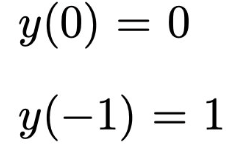 y(0) = 0
y(−1) = 1